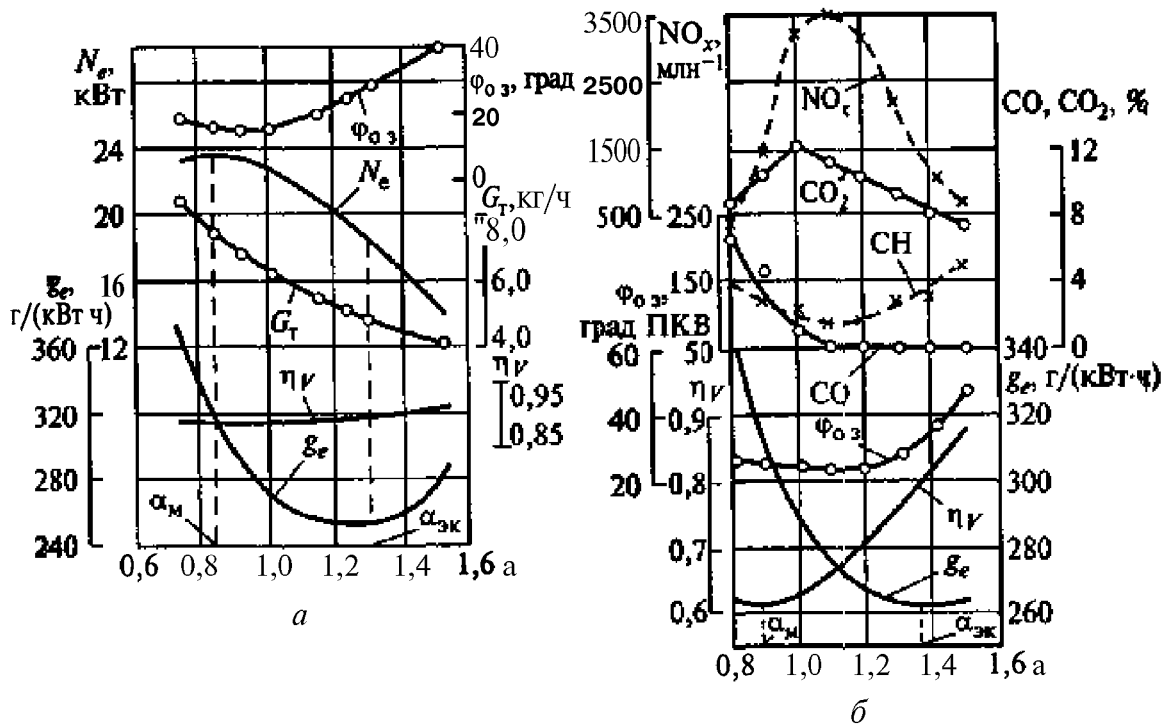 Nₑ,
кВт
24
20
16
12
40
φо з, град
20
0
φо з
Nₑ
Gт, кг/ч
8,0
6,0
4,0
Gт
gₑ,
г/(кВт ч)
360
320
280
240
ηV
0,95
0,85
ηV
gₑ
αм
αэк
0,6 0,8 1,0 1,2 1,4 1,6 а
а
3500
2500
1500
500
NOₓ,
млн⁻¹
NOₓ
CO, CO₂, %
12
8
4
0
CO₂
250
150
50
CH
CO
φо з,
град ПКВ
60
40
20
φо з
ηV
0,9
0,8
0,7
0,6
340
gₑ, г/(кВт·ч)
320
300
280
260
ηV
gₑ
αм
αэк
0,8 1,0 1,2 1,4 1,6 а
б